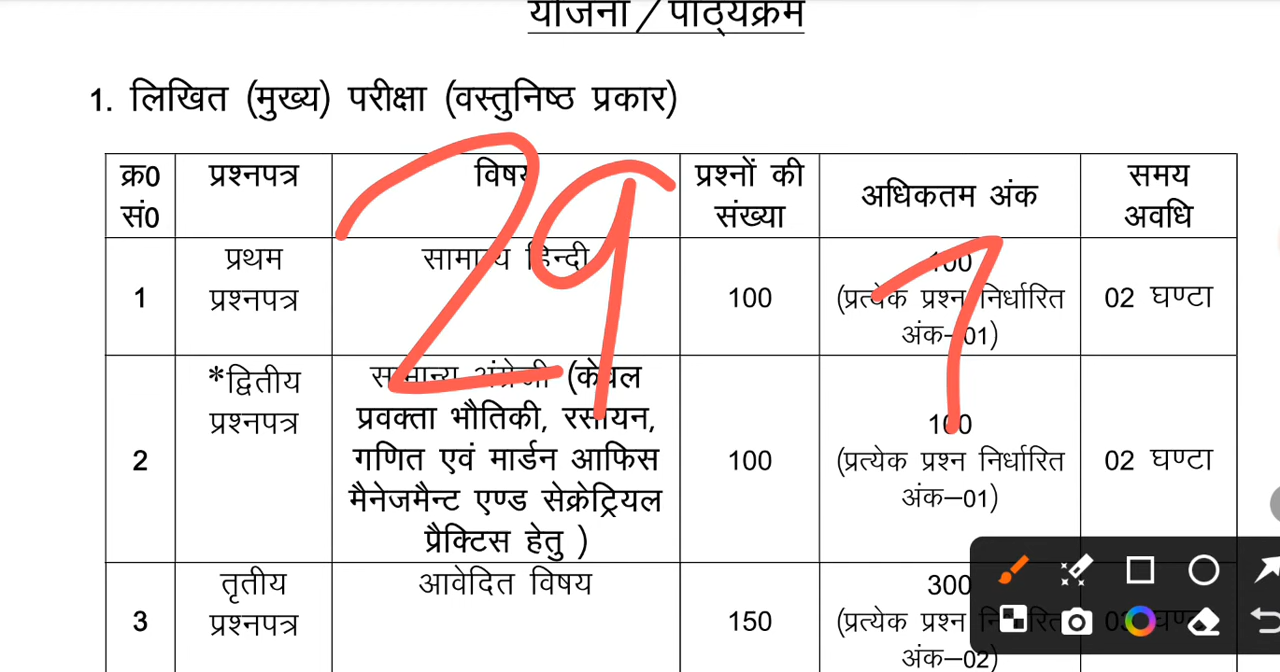 योजना/पाठ्यक्रम
1. लिखित (मुख्य) परीक्षा (वस्तुनिष्ठ प्रकार)
क्र0 सं0 प्रश्नपत्र विषय प्रश्नों की संख्या अधिकतम अंक समय अवधि
1 प्रथम प्रश्नपत्र सामान्य हिन्दी 100 100 (प्रत्येक प्रश्न निर्धारित अंक–01) 02 घण्टा
2 *द्वितीय प्रश्नपत्र सामान्य अंग्रेजी (केवल प्रवक्ता भौतिकी, रसायन, गणित एवं मार्डन आफिस मैनेजमैन्ट एण्ड सेक्रेट्रियल प्रैक्टिस हेतु ) 100 100 (प्रत्येक प्रश्न निर्धारित अंक–01) 02 घण्टा
3 तृतीय प्रश्नपत्र आवेदित विषय 150 300 (प्रत्येक प्रश्न निर्धारित अंक–02) 03 घण्टा
29 1